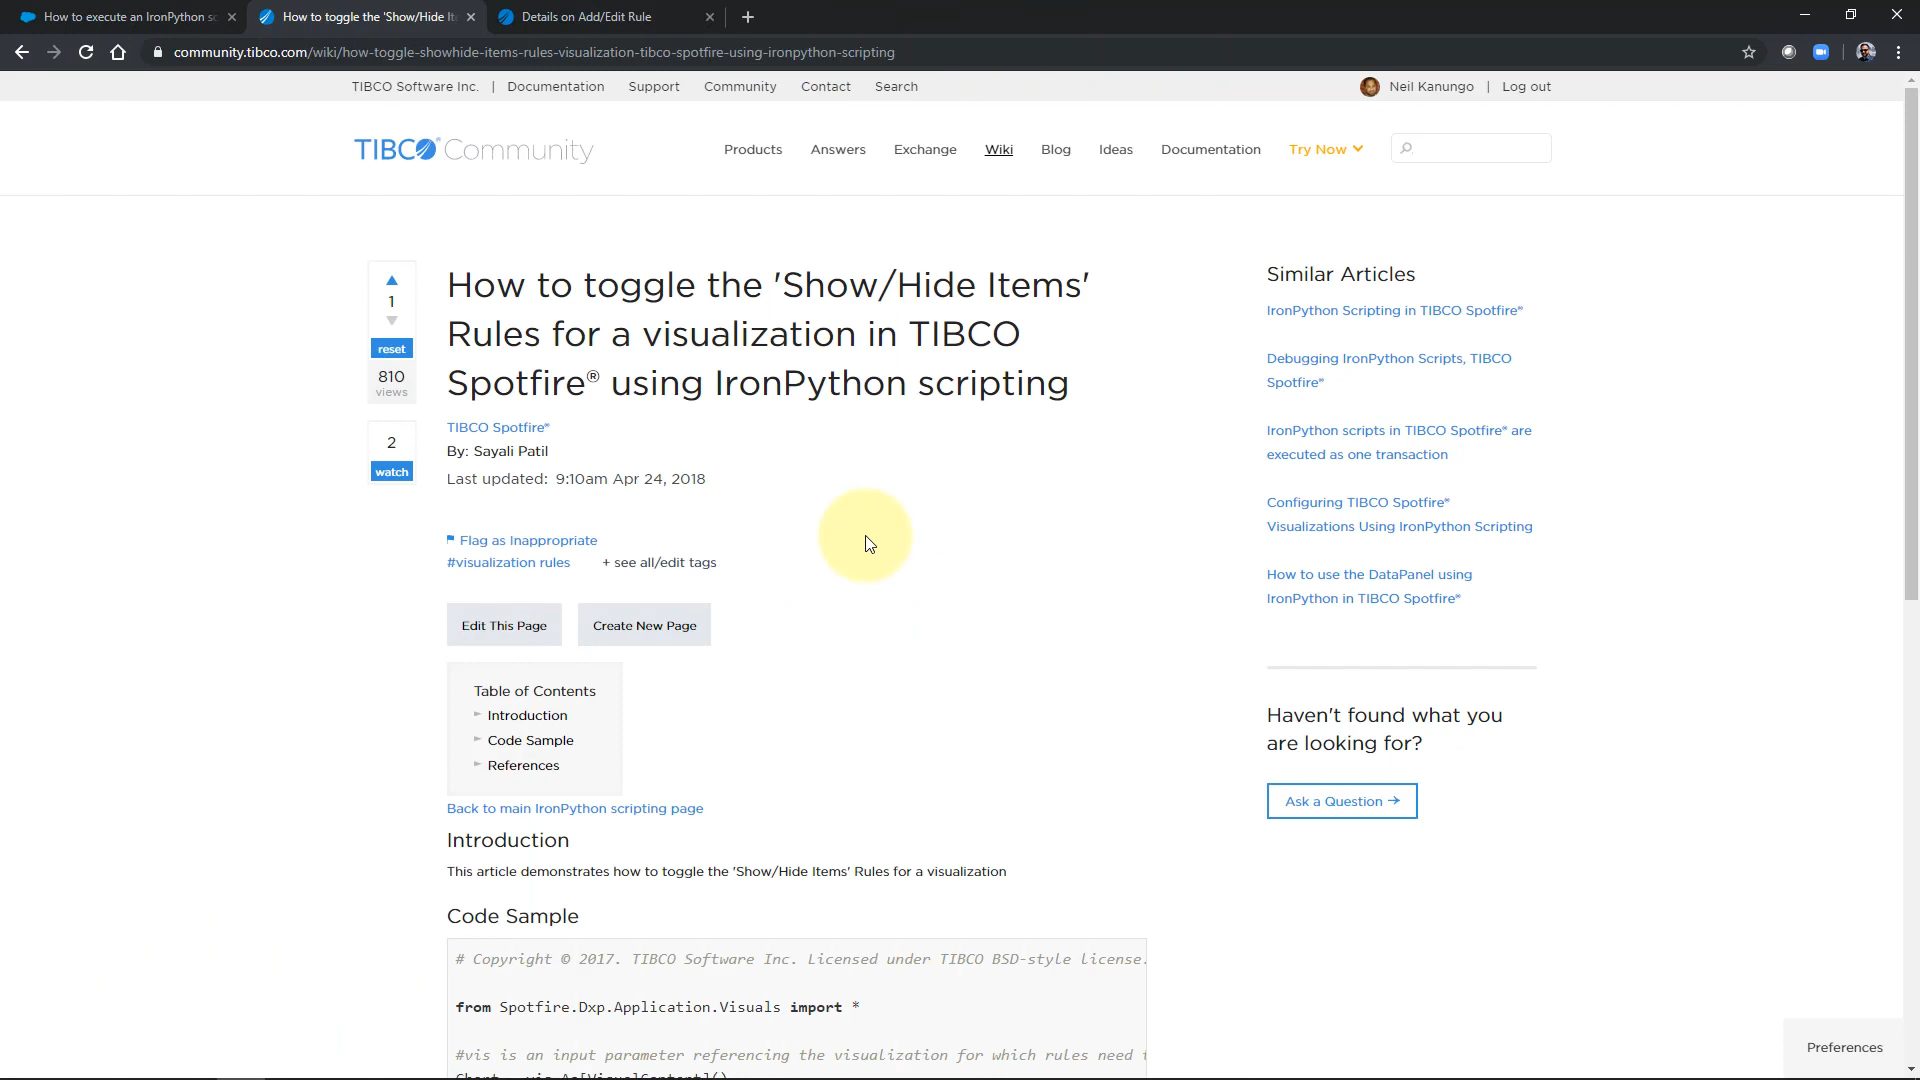 How to execute an IronPython sc
How to toggle the 'Show/Hide It
Details on Add/Edit Rule
community.tibco.com/wiki/how-toggle-showhide-items-rules-visualization-tibco-spotfire-using-ironpython-scripting
TIBCO Software Inc. | Documentation Support Community Contact Search
Neil Kanungo | Log out
TIBCO® Community
Products Answers Exchange Wiki Blog Ideas Documentation Try Now
How to toggle the 'Show/Hide Items'
Rules for a visualization in TIBCO
Spotfire® using IronPython scripting
1
reset
810
views
2
watch
TIBCO Spotfire®
By: Sayali Patil
Last updated: 9:10am Apr 24, 2018
Flag as Inappropriate
#visualization rules + see all/edit tags
Edit This Page
Create New Page
Table of Contents
Introduction
Code Sample
References
Back to main IronPython scripting page
Introduction
This article demonstrates how to toggle the 'Show/Hide Items' Rules for a visualization
Code Sample
# Copyright © 2017. TIBCO Software Inc. Licensed under TIBCO BSD-style license.
from Spotfire.Dxp.Application.Visuals import *
#vis is an input parameter referencing the visualization for which rules need
Similar Articles
IronPython Scripting in TIBCO Spotfire®
Debugging IronPython Scripts, TIBCO
Spotfire®
IronPython scripts in TIBCO Spotfire® are
executed as one transaction
Configuring TIBCO Spotfire®
Visualizations Using IronPython Scripting
How to use the DataPanel using
IronPython in TIBCO Spotfire®
Haven't found what you
are looking for?
Ask a Question
Preferences